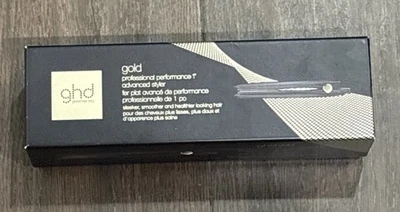 ghd
gold
professional performance 1"
advanced styler
fer plat avancé de performance
professionnelle de 1 po
sleeker, smoother and healthier looking hair
pour des cheveux plus lisses, plus doux et
d'apparence plus saine